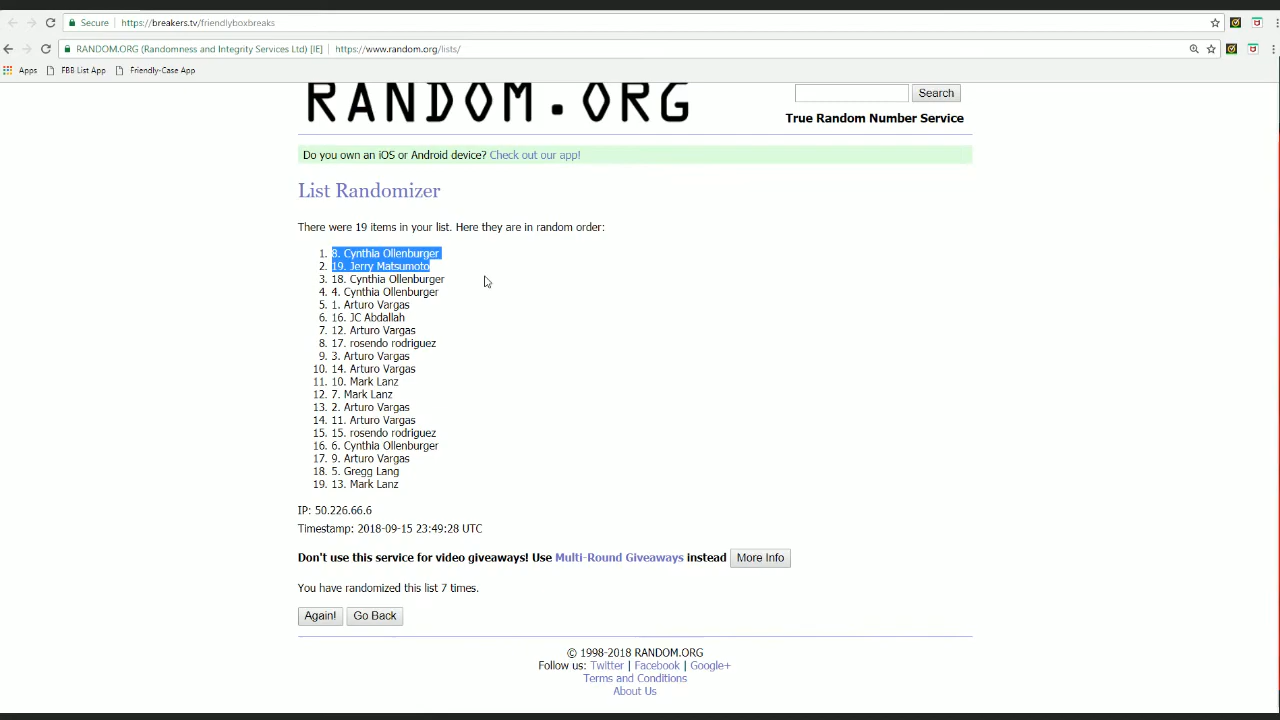 Secure https://breakers.tv/friendlyboxbreaks
RANDOM.ORG (Randomness and Integrity Services Ltd) [IE] https://www.random.org/lists/
Apps FBB List App Friendly-Case App
RANDOM.ORG
Search
True Random Number Service
Do you own an iOS or Android device? Check out our app!
List Randomizer
There were 19 items in your list. Here they are in random order:
1. 8. Cynthia Ollenburger
2. 19. Jerry Matsumoto
3. 18. Cynthia Ollenburger
4. 4. Cynthia Ollenburger
5. 1. Arturo Vargas
6. 16. JC Abdallah
7. 12. Arturo Vargas
8. 17. rosendo rodriguez
9. 3. Arturo Vargas
10. 14. Arturo Vargas
11. 10. Mark Lanz
12. 7. Mark Lanz
13. 2. Arturo Vargas
14. 11. Arturo Vargas
15. 15. rosendo rodriguez
16. 6. Cynthia Ollenburger
17. 9. Arturo Vargas
18. 5. Gregg Lang
19. 13. Mark Lanz
IP: 50.226.66.6
Timestamp: 2018-09-15 23:49:28 UTC
Don't use this service for video giveaways! Use Multi-Round Giveaways instead More Info
You have randomized this list 7 times.
Again! Go Back
© 1998-2018 RANDOM.ORG
Follow us: Twitter | Facebook | Google+
Terms and Conditions
About Us